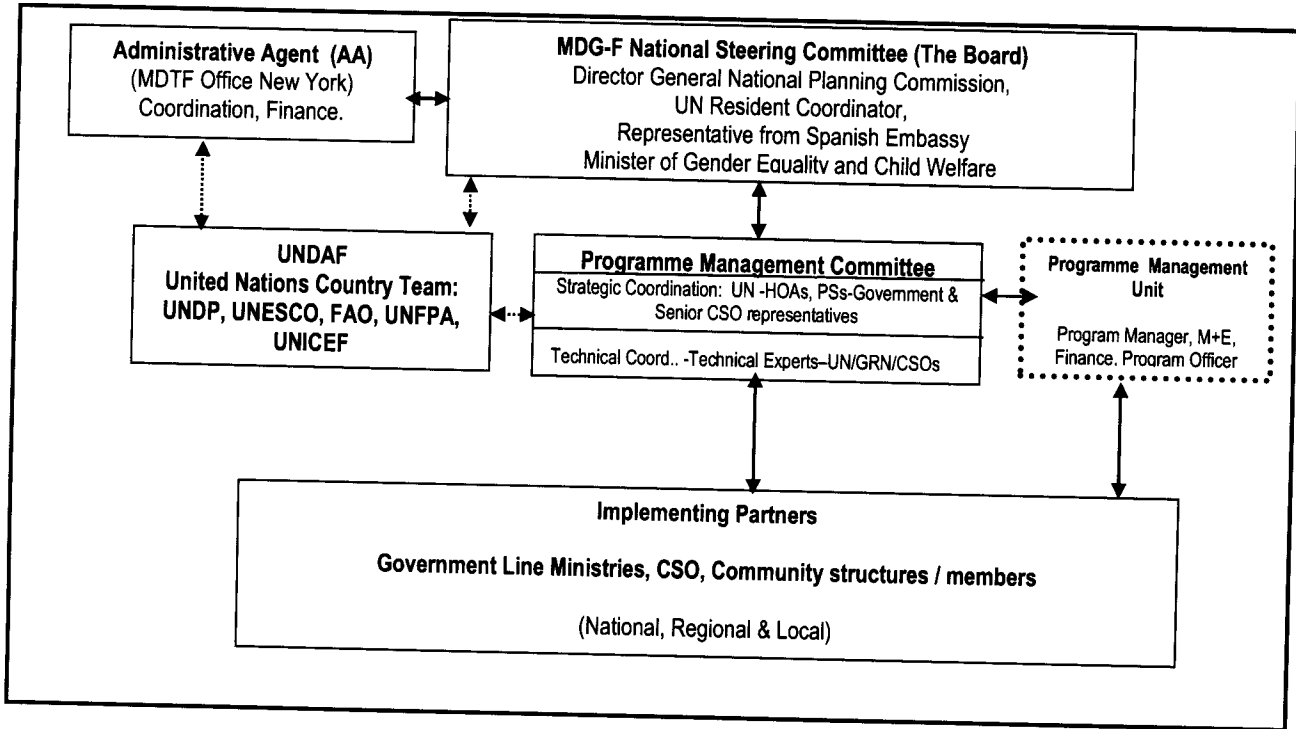 Administrative Agent (AA)
(MDTF Office New York)
Coordination, Finance.
MDG-F National Steering Committee (The Board)
Director General National Planning Commission,
UN Resident Coordinator,
Representative from Spanish Embassy
Minister of Gender Equality and Child Welfare
UNDAF
United Nations Country Team:
UNDP, UNESCO, FAO, UNFPA,
UNICEF
Programme Management Committee
Strategic Coordination: UN -HOAs, PSs-Government &
Senior CSO representatives
Technical Coord.. -Technical Experts–UN/GRN/CSOs
Programme Management
Unit
Program Manager, M+E,
Finance. Program Officer
Implementing Partners
Government Line Ministries, CSO, Community structures / members
(National, Regional & Local)